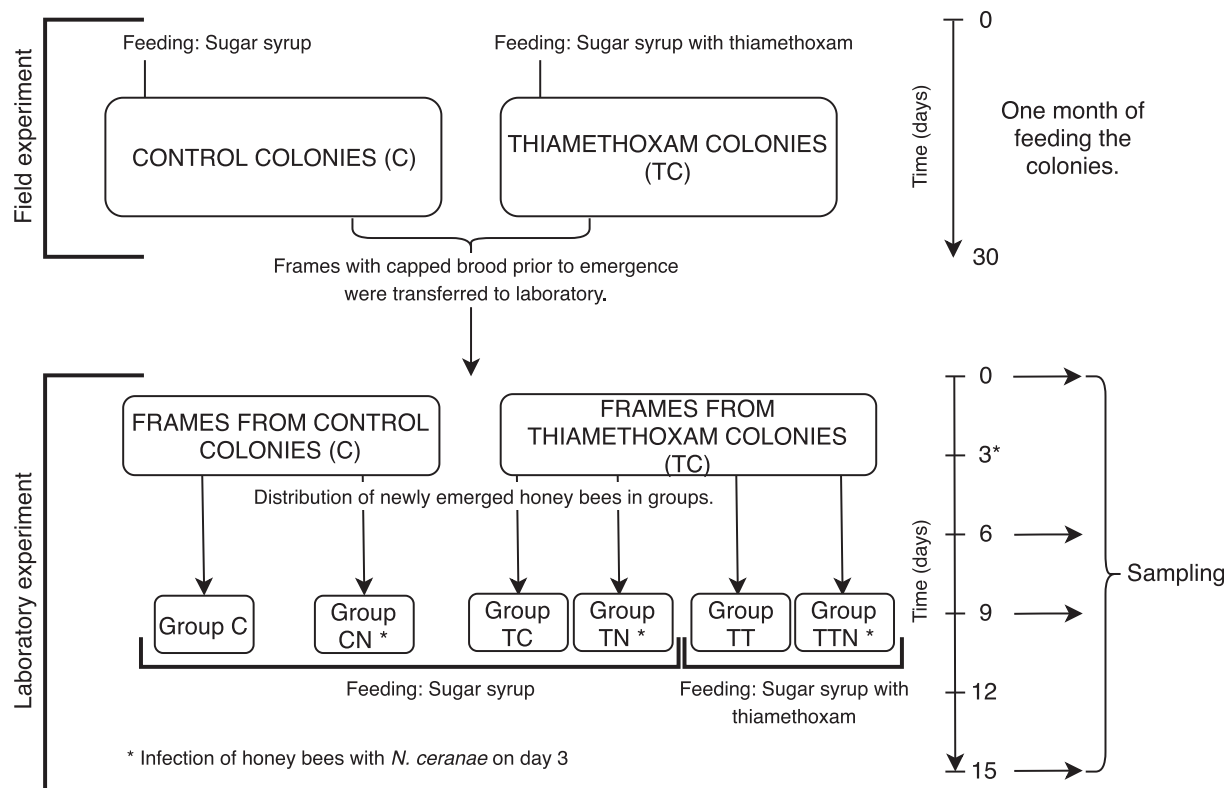 Field experiment
Feeding: Sugar syrup
Feeding: Sugar syrup with thiamethoxam
CONTROL COLONIES (C)
THIAMETHOXAM COLONIES
(TC)
Time (days)
0
30
One month of
feeding the
colonies.
Frames with capped brood prior to emergence
were transferred to laboratory.
Laboratory experiment
FRAMES FROM CONTROL
COLONIES (C)
FRAMES FROM
THIAMETHOXAM COLONIES
(TC)
Distribution of newly emerged honey bees in groups.
Group C
Group
CN *
Group
TC
Group
TN *
Group
TT
Group
TTN *
Feeding: Sugar syrup
Feeding: Sugar syrup with
thiamethoxam
* Infection of honey bees with N. ceranae on day 3
Time (days)
0
3*
6
9
12
15
Sampling